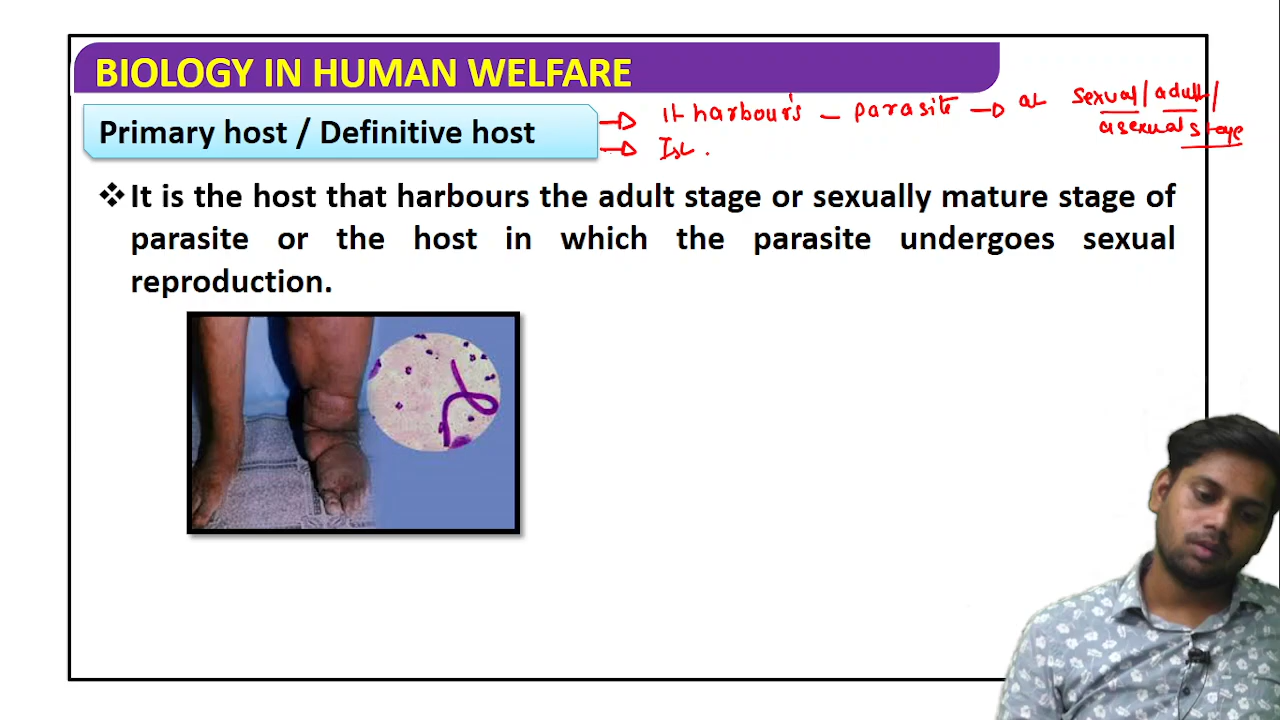 BIOLOGY IN HUMAN WELFARE
Primary host / Definitive host
It harbour's - parasite → at sexual / adult /
asexual stage
Ist .
❖ It is the host that harbours the adult stage or sexually mature stage of
parasite or the host in which the parasite undergoes sexual
reproduction.